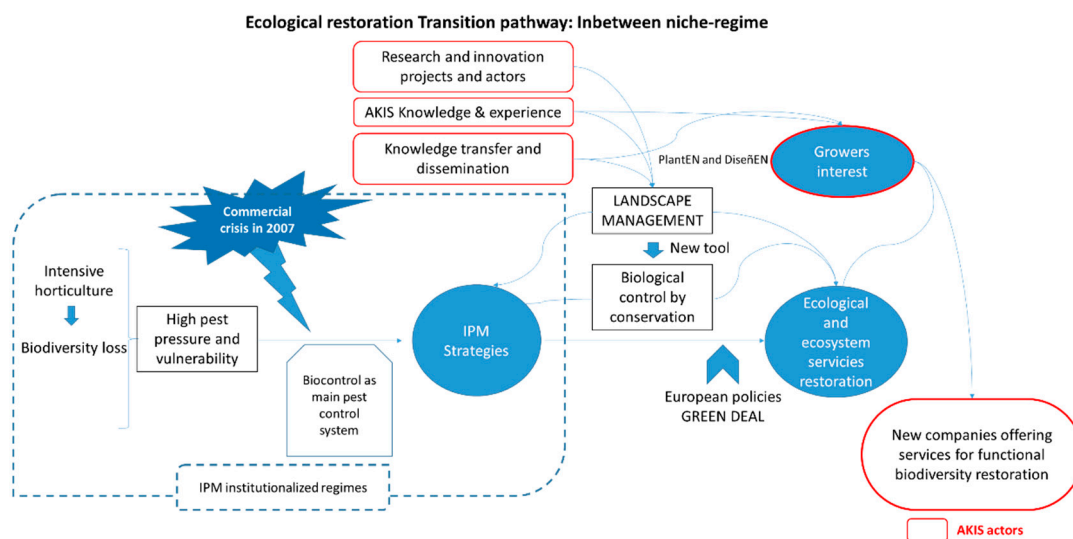 Ecological restoration Transition pathway: Inbetween niche-regime
Research and innovation
projects and actors
AKIS Knowledge & experience
Knowledge transfer and
dissemination
PlantEN and DiseñEN
Growers
interest
Commercial
crisis in 2007
LANDSCAPE
MANAGEMENT
New tool
Biological
control by
conservation
Intensive
horticulture
Biodiversity loss
High pest
pressure and
vulnerability
Biocontrol as
main pest
control
system
IPM
Strategies
Ecological
and
ecosystem
servicies
restoration
European policies
GREEN DEAL
IPM institutionalized regimes
New companies offering
services for functional
biodiversity restoration
AKIS actors